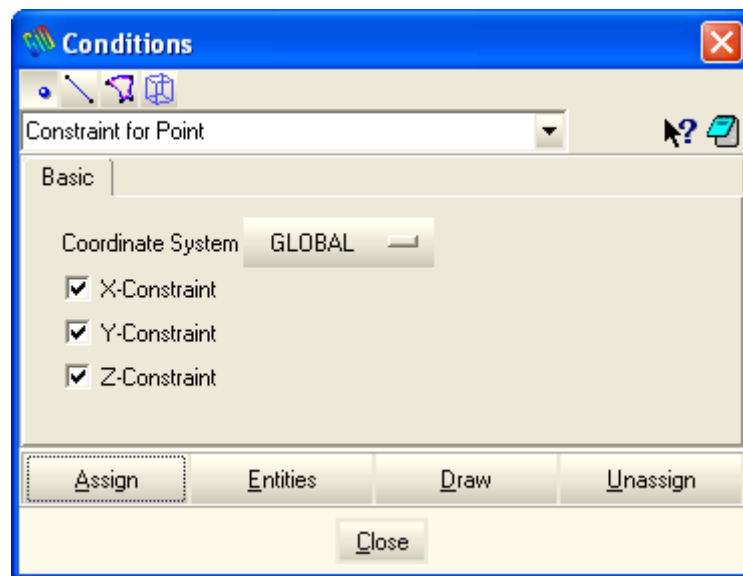 Conditions
Constraint for Point
Basic
Coordinate System GLOBAL
X-Constraint
Y-Constraint
Z-Constraint
Assign Entities Draw Unassign
Close